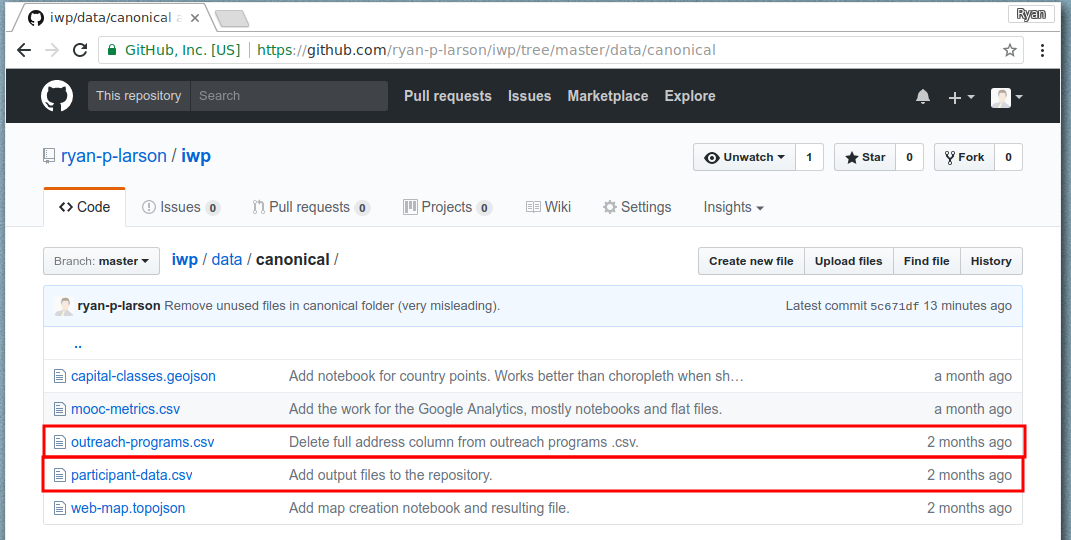 iwp/data/canonical a
Ryan
GitHub, Inc. [US] https://github.com/ryan-p-larson/iwp/tree/master/data/canonical
This repository Search Pull requests Issues Marketplace Explore
ryan-p-larson / iwp
Unwatch 1 Star 0 Fork 0
Code Issues 0 Pull requests 0 Projects 0 Wiki Settings Insights
Branch: master iwp / data / canonical /
Create new file Upload files Find file History
ryan-p-larson Remove unused files in canonical folder (very misleading). Latest commit 5c671df 13 minutes ago
..
capital-classes.geojson Add notebook for country points. Works better than choropleth when sh… a month ago
mooc-metrics.csv Add the work for the Google Analytics, mostly notebooks and flat files. a month ago
outreach-programs.csv Delete full address column from outreach programs .csv. 2 months ago
participant-data.csv Add output files to the repository. 2 months ago
web-map.topojson Add map creation notebook and resulting file. 2 months ago